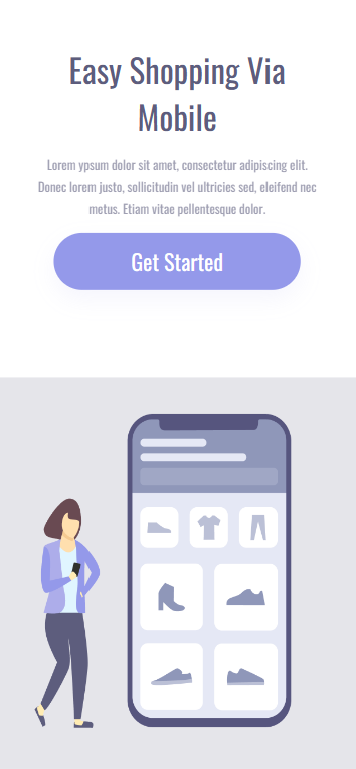 Easy Shopping Via
Mobile
Lorem ypsum dolor sit amet, consectetur adipiscing elit.
Donec lorem justo, sollicitudin vel ultricies sed, eleifend nec
metus. Etiam vitae pellentesque dolor.
Get Started